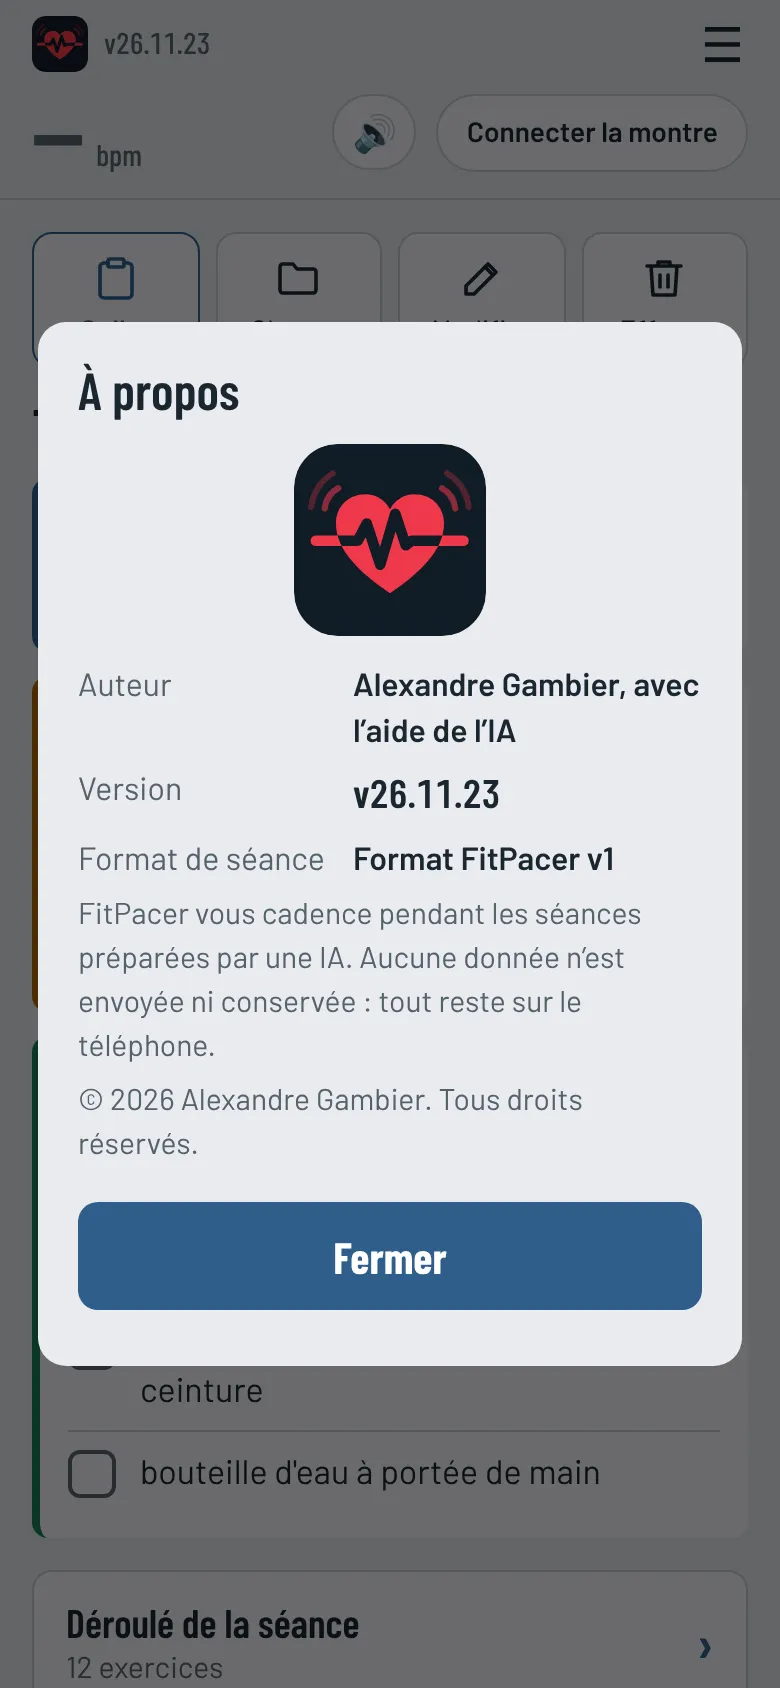 v26.11.23
bpm
Connecter la montre
À propos
Auteur
Alexandre Gambier, avec
l’aide de l’IA
Version
v26.11.23
Format de séance
Format FitPacer v1
FitPacer vous cadence pendant les séances
préparées par une IA. Aucune donnée n’est
envoyée ni conservée : tout reste sur le
téléphone.
© 2026 Alexandre Gambier. Tous droits
réservés.
Fermer
ceinture
bouteille d'eau à portée de main
Déroulé de la séance
12 exercices